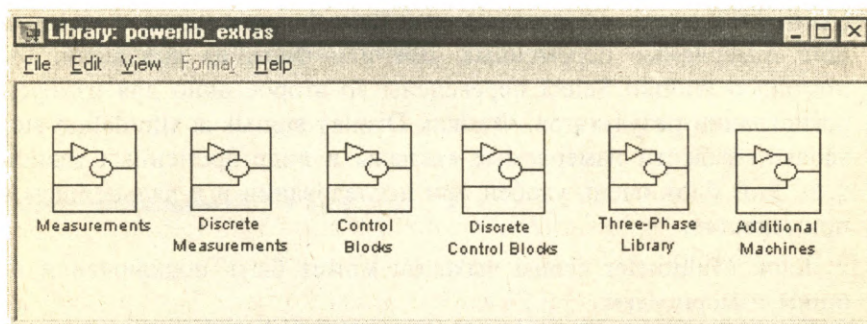 Library: powerlib_extras
File Edit View Format Help
Measurements
Discrete
Measurements
Control
Blocks
Discrete
Control Blocks
Three-Phase
Library
Additional
Machines